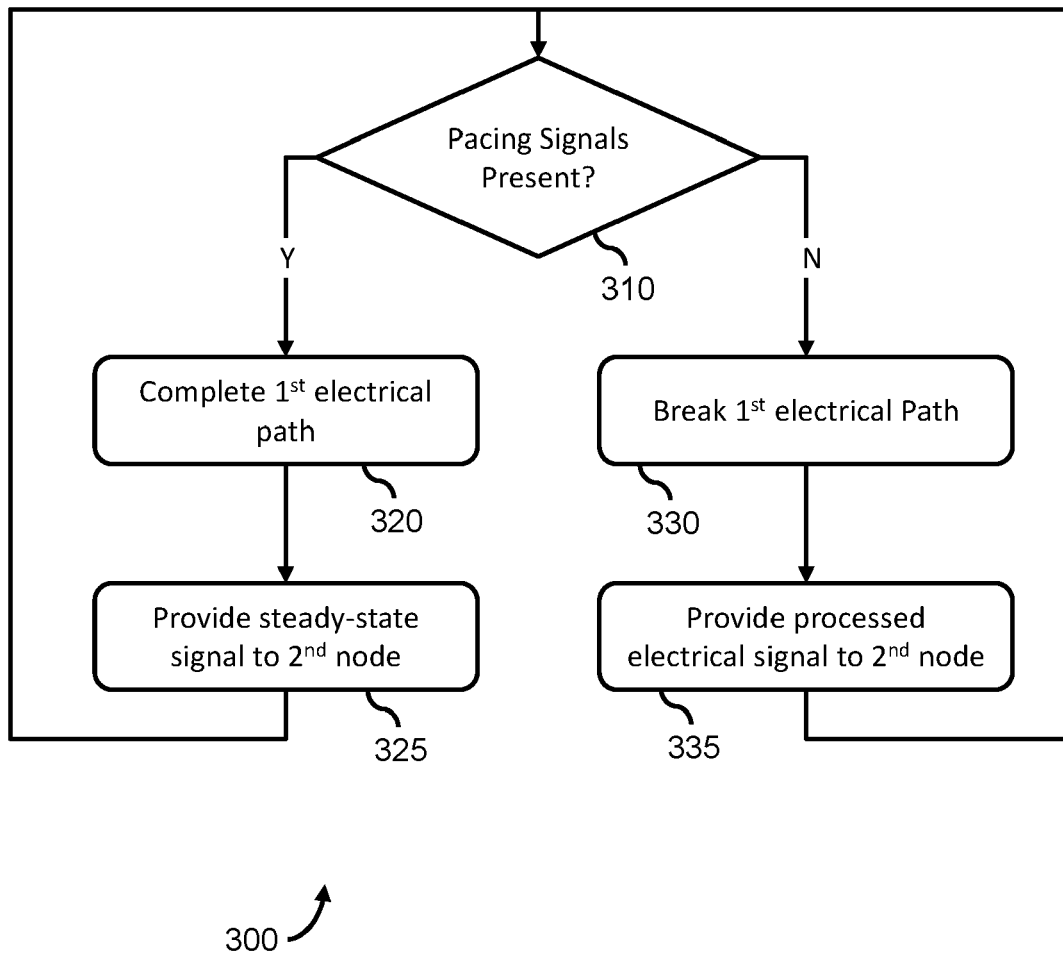 Pacing Signals
Present?
Y
N
310
Complete 1st electrical
path
Break 1st electrical Path
320
330
Provide steady-state
signal to 2nd node
Provide processed
electrical signal to 2nd node
325
335
300